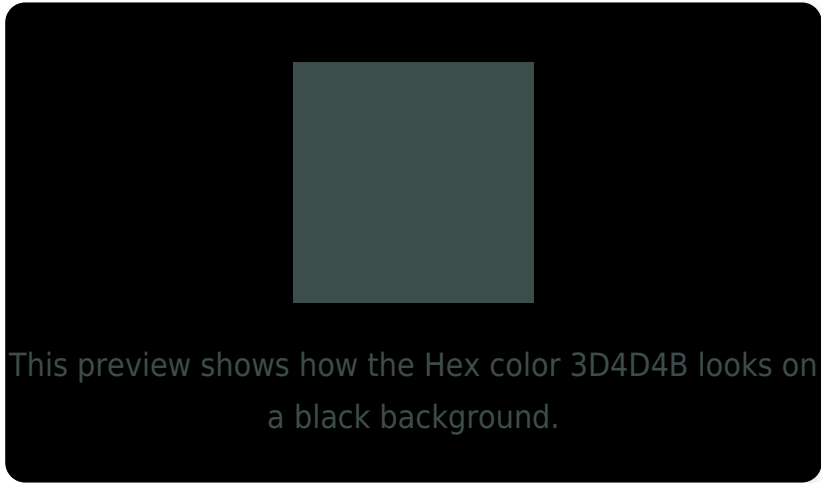 This preview shows how the Hex color 3D4D4B looks on
a black background.